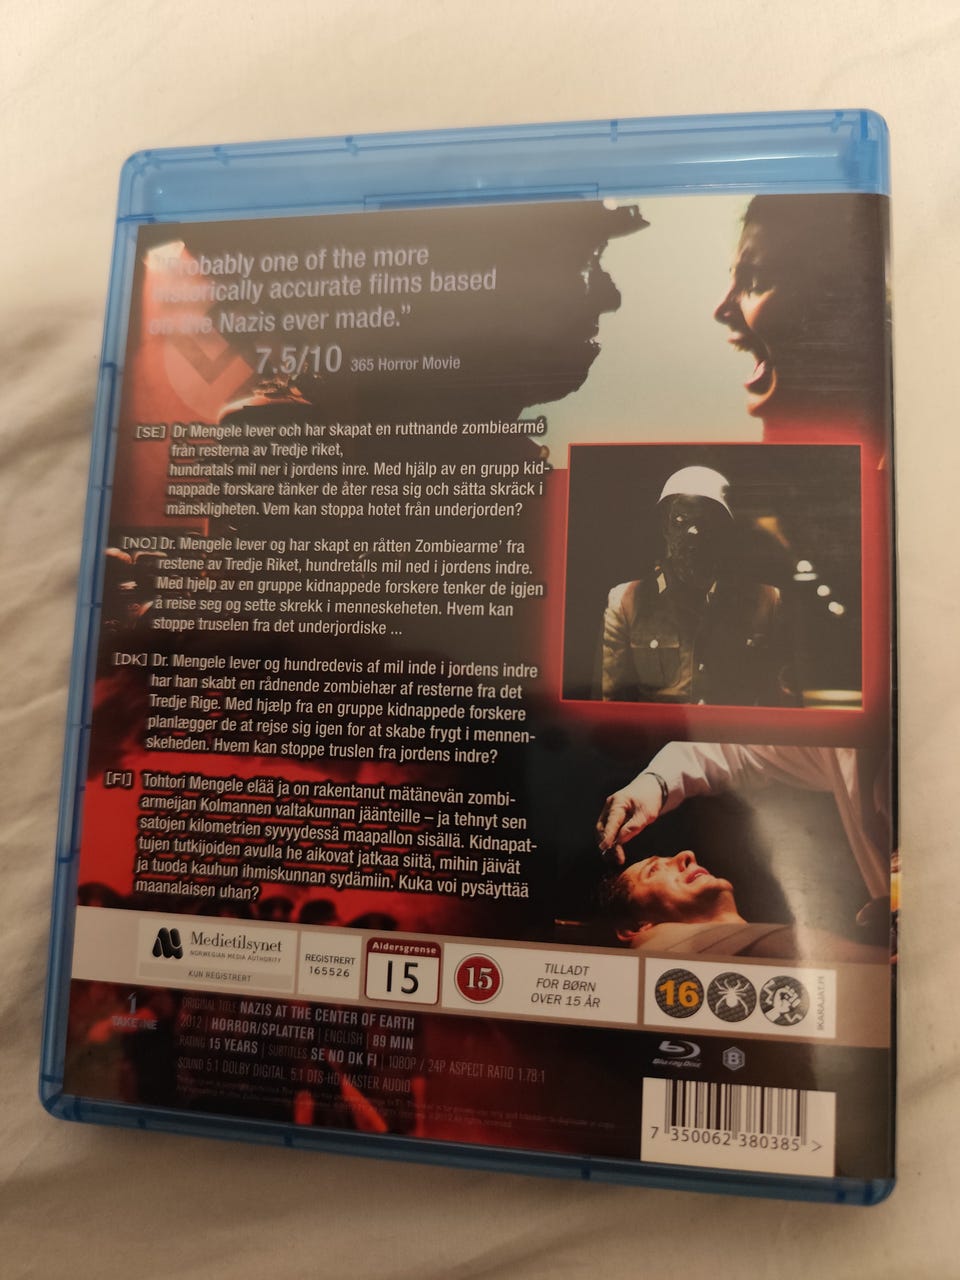 "Probably one of the more
historically accurate films based
on the Nazis ever made."
7.5/10 365 Horror Movie
[SE] Dr Mengele lever och har skapat en ruttnande zombiearmé
från resterna av Tredje riket,
hundratals mil ner i jordens inre. Med hjälp av en grupp kid-
nappade forskare tänker de åter resa sig och sätta skräck i
mänskligheten. Vem kan stoppa hotet från underjorden?
[NO] Dr. Mengele lever og har skapt en råtten Zombiearme' fra
restene av Tredje Riket, hundretalls mil ned i jordens indre.
Med hjelp av en gruppe kidnappede forskere tenker de igjen
å reise seg og sette skrekk i menneskeheten. Hvem kan
stoppe truselen fra det underjordiske ...
[DK] Dr. Mengele lever og hundredevis af mil inde i jordens indre
har han skabt en rådnende zombiehær af resterne fra det
Tredje Rige. Med hjælp fra en gruppe kidnappede forskere
planlægger de at rejse sig igen for at skabe frygt i mennen-
skeheden. Hvem kan stoppe truslen fra jordens indre?
[FI] Tohtori Mengele elää ja on rakentanut mätänevän zombi-
armeijan Kolmannen valtakunnan jäänteille – ja tehnyt sen
satojen kilometrien syvyydessä maapallon sisällä. Kidnapat-
tujen tutkijoiden avulla he aikovat jatkaa siitä, mihin jäivät
ja tuoda kauhun ihmiskunnan sydämiin. Kuka voi pysäyttää
maanalaisen uhan?
Medietilsynet
NORWEGIAN MEDIA AUTHORITY
KUN REGISTRERT
REGISTRERT
165526
Aldersgrense
15
15
TILLADT
FOR BØRN
OVER 15 ÅR
16
IKARAJAT.FI
1
TAKE ONE
ORIGINAL TITLE NAZIS AT THE CENTER OF EARTH
2012 | HORROR/SPLATTER | ENGLISH | 89 MIN
RATING 15 YEARS | SUBTITLES SE NO DK FI | 1080P / 24P ASPECT RATIO 1.78:1
SOUND 5.1 DOLBY DIGITAL, 5.1 DTS-HD MASTER AUDIO
Blu-ray Disc
B
7 350062 380385 >